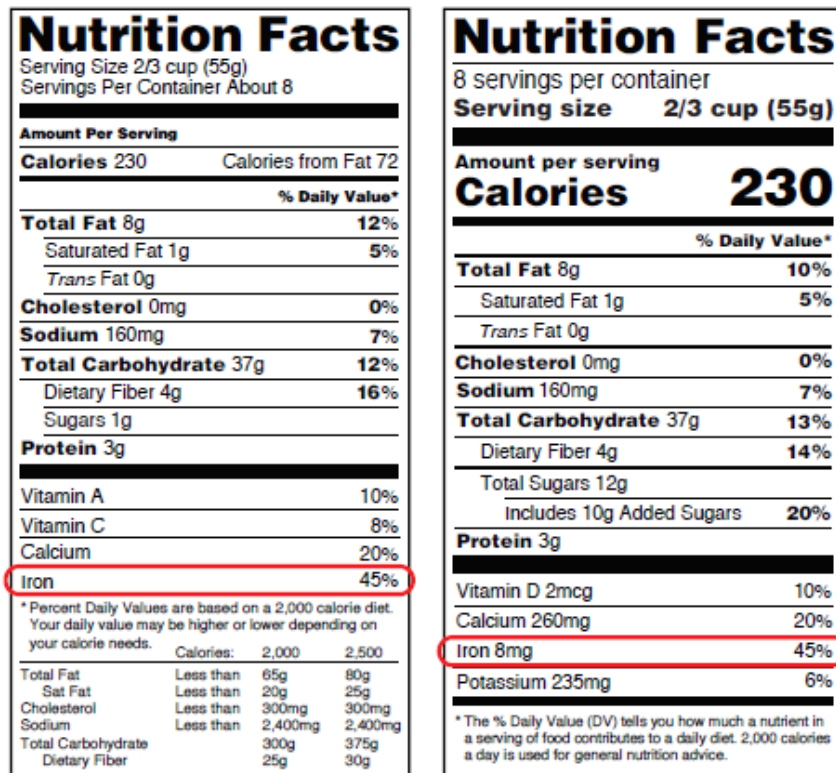 Nutrition Facts
Serving Size 2/3 cup (55g)
Servings Per Container About 8
Amount Per Serving
Calories 230 Calories from Fat 72
% Daily Value*
Total Fat 8g 12%
Saturated Fat 1g 5%
Trans Fat 0g
Cholesterol 0mg 0%
Sodium 160mg 7%
Total Carbohydrate 37g 12%
Dietary Fiber 4g 16%
Sugars 1g
Protein 3g
Vitamin A 10%
Vitamin C 8%
Calcium 20%
Iron 45%
* Percent Daily Values are based on a 2,000 calorie diet.
Your daily value may be higher or lower depending on
your calorie needs.
Calories: 2,000 2,500
Total Fat Less than 65g 80g
Sat Fat Less than 20g 25g
Cholesterol Less than 300mg 300mg
Sodium Less than 2,400mg 2,400mg
Total Carbohydrate 300g 375g
Dietary Fiber 25g 30g
Nutrition Facts
8 servings per container
Serving size 2/3 cup (55g)
Amount per serving
Calories 230
% Daily Value*
Total Fat 8g 10%
Saturated Fat 1g 5%
Trans Fat 0g
Cholesterol 0mg 0%
Sodium 160mg 7%
Total Carbohydrate 37g 13%
Dietary Fiber 4g 14%
Total Sugars 12g
Includes 10g Added Sugars 20%
Protein 3g
Vitamin D 2mcg 10%
Calcium 260mg 20%
Iron 8mg 45%
Potassium 235mg 6%
* The % Daily Value (DV) tells you how much a nutrient in
a serving of food contributes to a daily diet. 2,000 calories
a day is used for general nutrition advice.